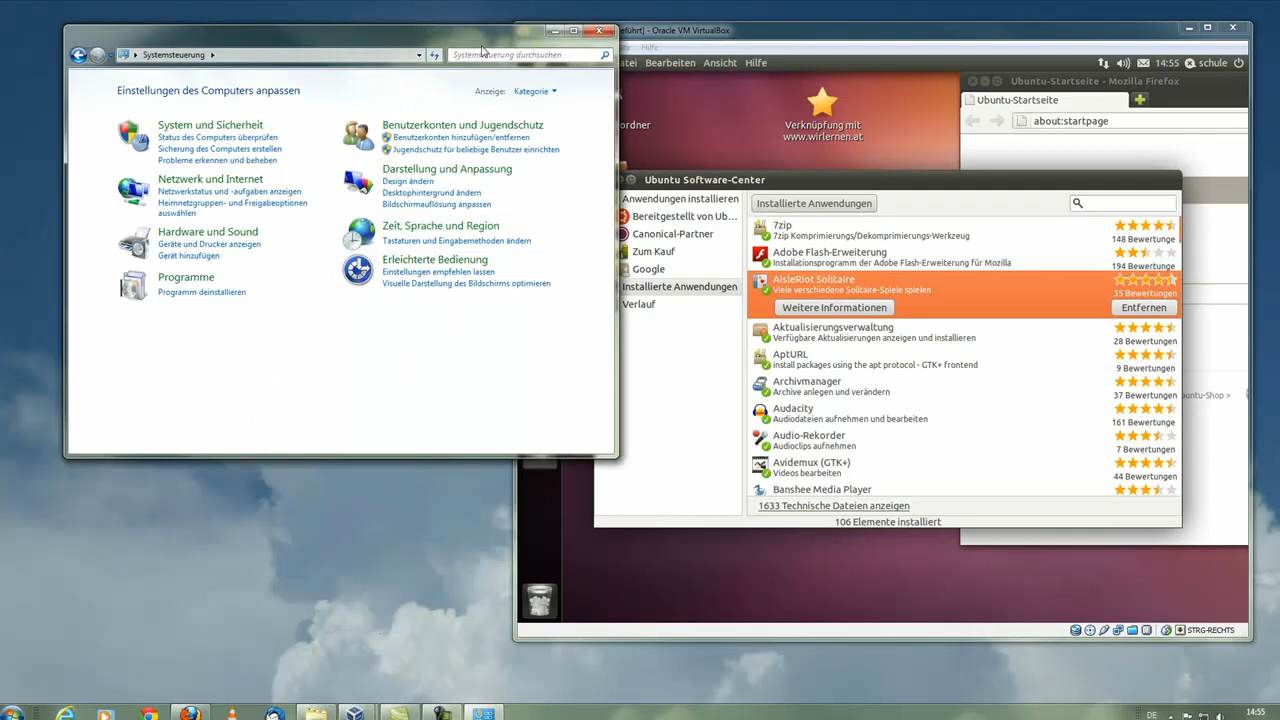 Systemsteuerung
Systemsteuerung durchsuchen
Einstellungen des Computers anpassen
Anzeige:
Kategorie
System und Sicherheit
Status des Computers überprüfen
Sicherung des Computers erstellen
Probleme erkennen und beheben
Netzwerk und Internet
Netzwerkstatus und -aufgaben anzeigen
Heimnetzgruppen- und Freigabeoptionen
auswählen
Hardware und Sound
Geräte und Drucker anzeigen
Gerät hinzufügen
Programme
Programm deinstallieren
Benutzerkonten und Jugendschutz
Benutzerkonten hinzufügen/entfernen
Jugendschutz für beliebige Benutzer einrichten
Darstellung und Anpassung
Design ändern
Desktophintergrund ändern
Bildschirmauflösung anpassen
Zeit, Sprache und Region
Tastaturen und Eingabemethoden ändern
Erleichterte Bedienung
Einstellungen empfehlen lassen
Visuelle Darstellung des Bildschirms optimieren
eführt] - Oracle VM VirtualBox
Hilfe
atei Bearbeiten Ansicht Hilfe
14:55 schule
ordner
Verknüpfung mit
www.wirlernen.at
Ubuntu-Startseite - Mozilla Firefox
Ubuntu-Startseite
about:startpage
buntu-Shop >
Ubuntu Software-Center
Anwendungen installieren
Bereitgestellt von Ub...
Canonical-Partner
Zum Kauf
Google
Installierte Anwendungen
Verlauf
Installierte Anwendungen
7zip
7zip Komprimierungs/Dekomprimierungs-Werkzeug
148 Bewertunge
Adobe Flash-Erweiterung
Installationsprogramm der Adobe Flash-Erweiterung für Mozilla
194 Bewertunge
AisleRiot Solitaire
Viele verschiedene Solitaire-Spiele spielen
35 Bewertungen
Weitere Informationen
Entfernen
Aktualisierungsverwaltung
Verfügbare Aktualisierungen anzeigen und installieren
28 Bewertungen
AptURL
install packages using the apt protocol - GTK+ frontend
9 Bewertungen
Archivmanager
Archive anlegen und verändern
37 Bewertungen
Audacity
Audiodateien aufnehmen und bearbeiten
161 Bewertunge
Audio-Rekorder
Audioclips aufnehmen
7 Bewertungen
Avidemux (GTK+)
Videos bearbeiten
44 Bewertungen
Banshee Media Player
1633 Technische Dateien anzeigen
106 Elemente installiert
STRG-RECHTS
DE
14:55